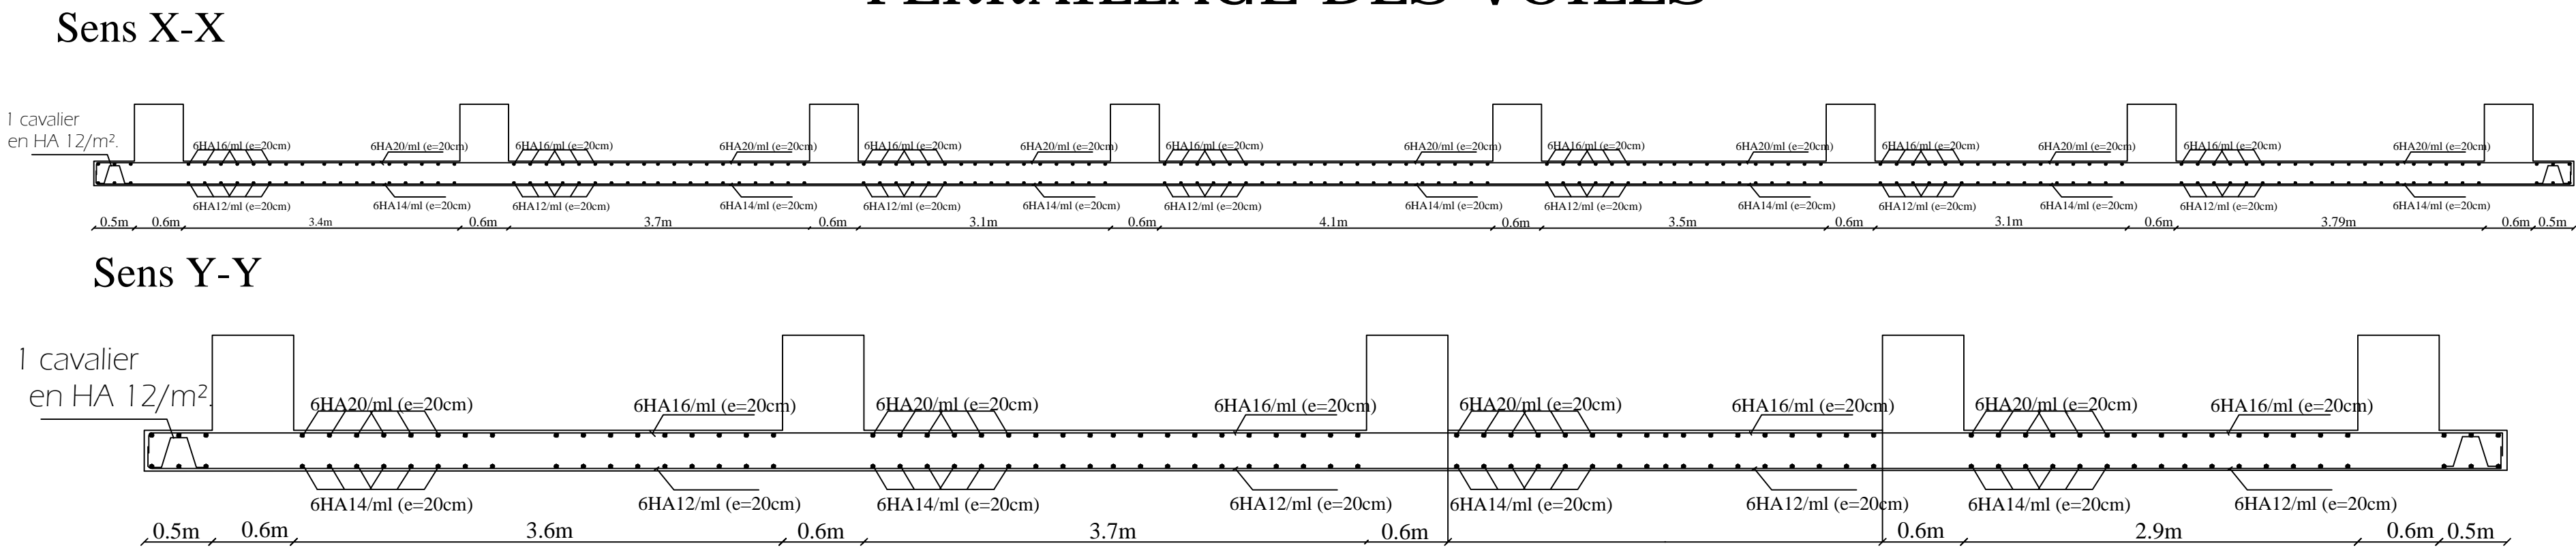 FERRAILLAGE DES VOILES
Sens X-X
1 cavalier
en HA 12/m².
6HA16/ml (e=20cm) 6HA20/ml (e=20cm) 6HA16/ml (e=20cm) 6HA20/ml (e=20cm) 6HA16/ml (e=20cm) 6HA20/ml (e=20cm) 6HA16/ml (e=20cm) 6HA20/ml (e=20cm) 6HA16/ml (e=20cm) 6HA20/ml (e=20cm) 6HA16/ml (e=20cm) 6HA20/ml (e=20cm) 6HA16/ml (e=20cm) 6HA20/ml (e=20cm)
6HA12/ml (e=20cm) 6HA14/ml (e=20cm) 6HA12/ml (e=20cm) 6HA14/ml (e=20cm) 6HA12/ml (e=20cm) 6HA14/ml (e=20cm) 6HA12/ml (e=20cm) 6HA14/ml (e=20cm) 6HA12/ml (e=20cm) 6HA14/ml (e=20cm) 6HA12/ml (e=20cm) 6HA14/ml (e=20cm) 6HA12/ml (e=20cm) 6HA14/ml (e=20cm)
0.5m 0.6m 3.4m 0.6m 3.7m 0.6m 3.1m 0.6m 4.1m 0.6m 3.5m 0.6m 3.1m 0.6m 3.79m 0.6m 0.5m
Sens Y-Y
1 cavalier
en HA 12/m².
6HA20/ml (e=20cm) 6HA16/ml (e=20cm) 6HA20/ml (e=20cm) 6HA16/ml (e=20cm) 6HA20/ml (e=20cm) 6HA16/ml (e=20cm) 6HA20/ml (e=20cm) 6HA16/ml (e=20cm)
6HA14/ml (e=20cm) 6HA12/ml (e=20cm) 6HA14/ml (e=20cm) 6HA12/ml (e=20cm) 6HA14/ml (e=20cm) 6HA12/ml (e=20cm) 6HA14/ml (e=20cm) 6HA12/ml (e=20cm)
0.5m 0.6m 3.6m 0.6m 3.7m 0.6m 0.6m 2.9m 0.6m 0.5m